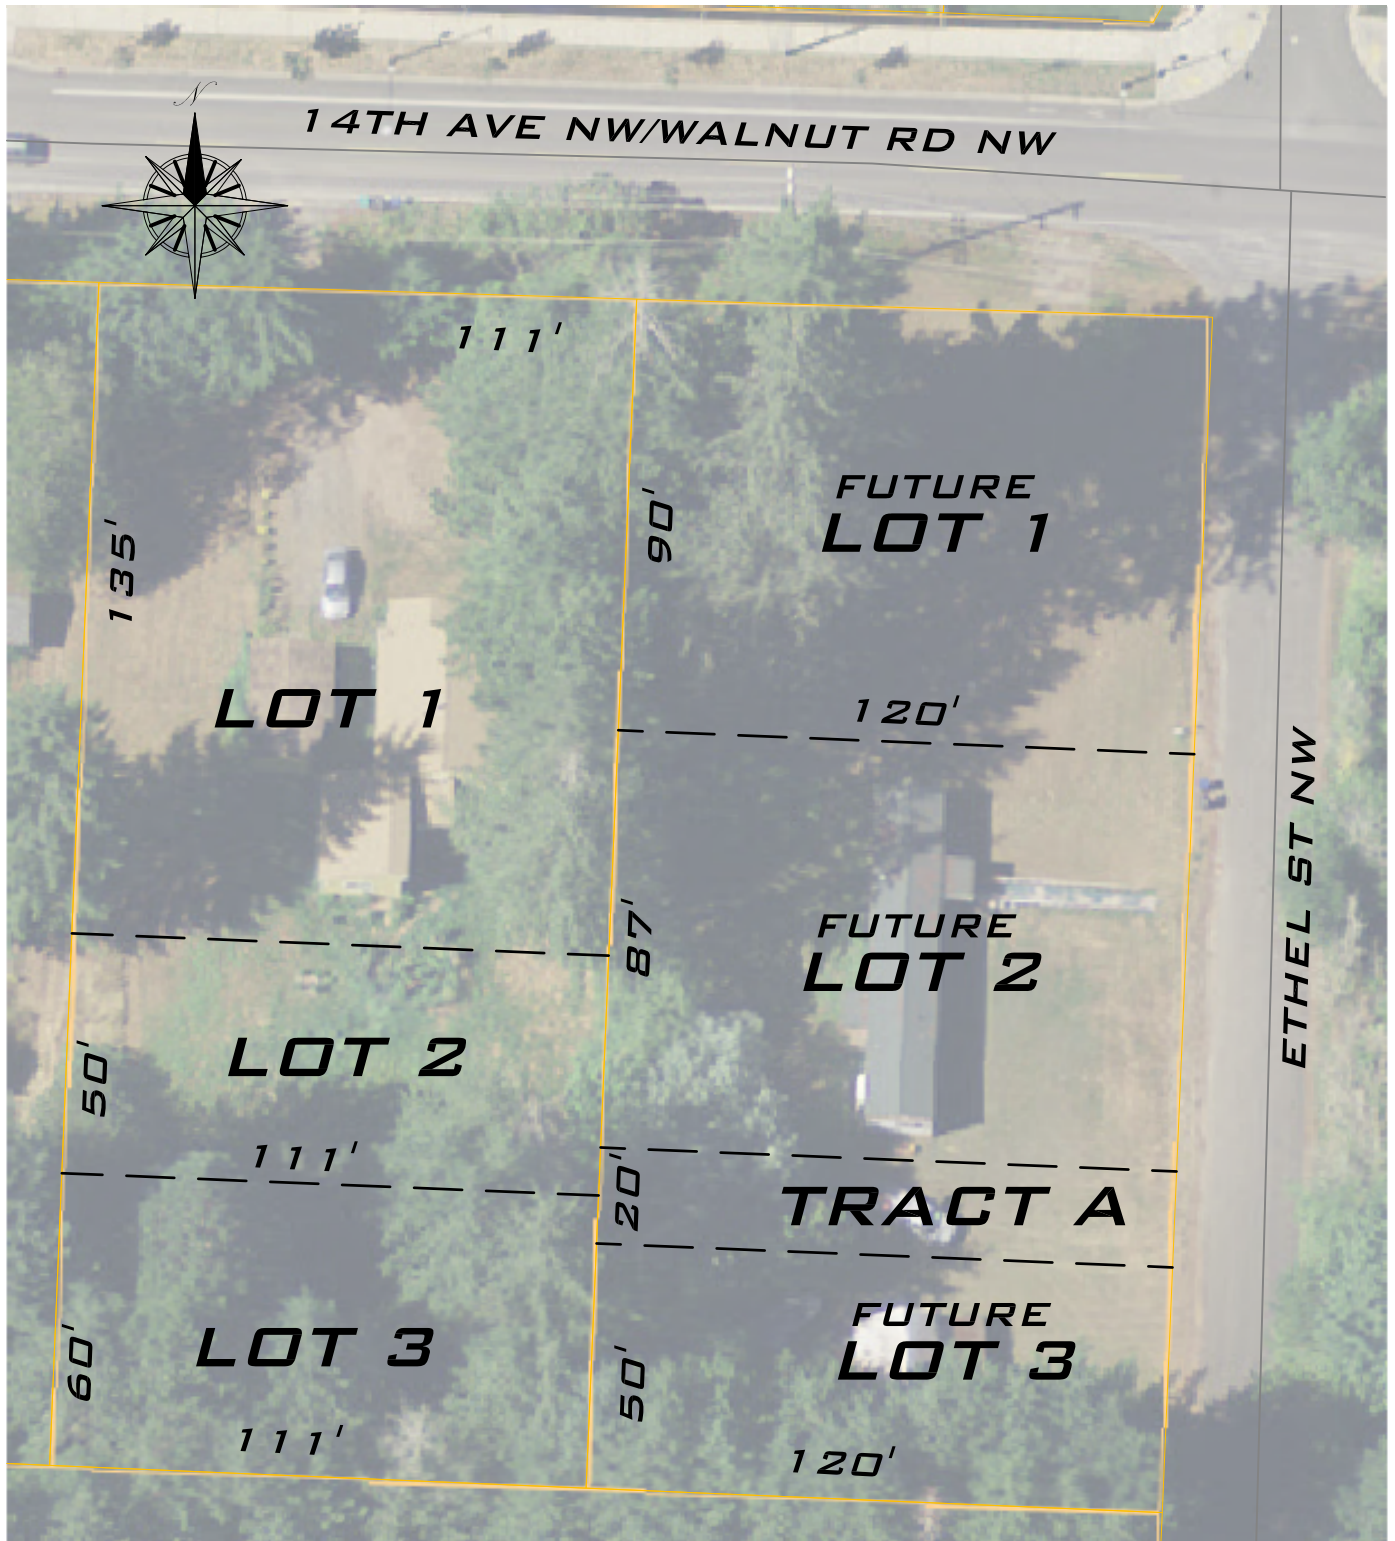 N
14TH AVE NW/WALNUT RD NW
111'
135'
90'
FUTURE
LOT 1
LOT 1
120'
ETHEL ST NW
87'
FUTURE
LOT 2
LOT 2
50'
111'
20'
TRACT A
FUTURE
LOT 3
LOT 3
60'
50'
111'
120'